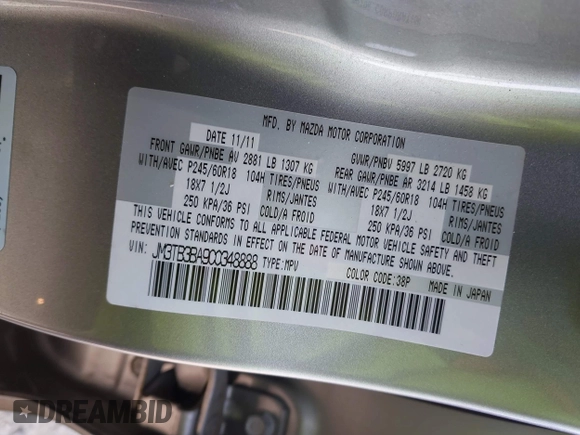 MFD. BY MAZDA MOTOR CORPORATION
DATE 11/11
GVWR/PNBV 5997 LB 2720 KG
FRONT GAWR/PNBE AV 2881 LB 1307 KG
REAR GAWR/PNBE AR 3214 LB 1458 KG
WITH/AVEC P245/60R18 104H TIRES/PNEUS
WITH/AVEC P245/60R18 104H TIRES/PNEUS
18X7 1/2J RIMS/JANTES
18X7 1/2J RIMS/JANTES
250 KPA/36 PSI COLD/A FROID
250 KPA/36 PSI COLD/A FROID
THIS VEHICLE CONFORMS TO ALL APPLICABLE FEDERAL MOTOR VEHICLE SAFETY AND THEFT
PREVENTION STANDARDS IN EFFECT ON THE DATE OF MANUFACTURE SHOWN ABOVE.
JM3TB3BA9C0348888 TYPE:MPV COLOR CODE:38P MADE IN JAPAN
DREAMBID